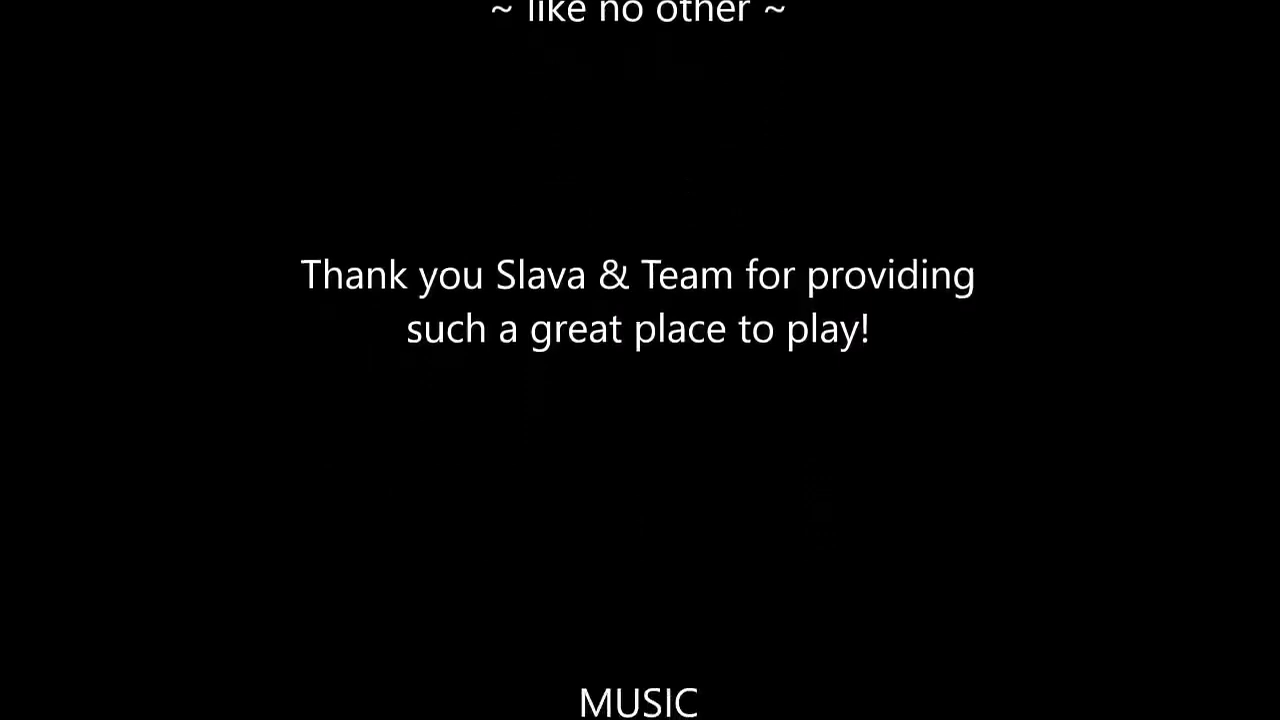 ~ like no other ~
Thank you Slava & Team for providing
such a great place to play!
MUSIC